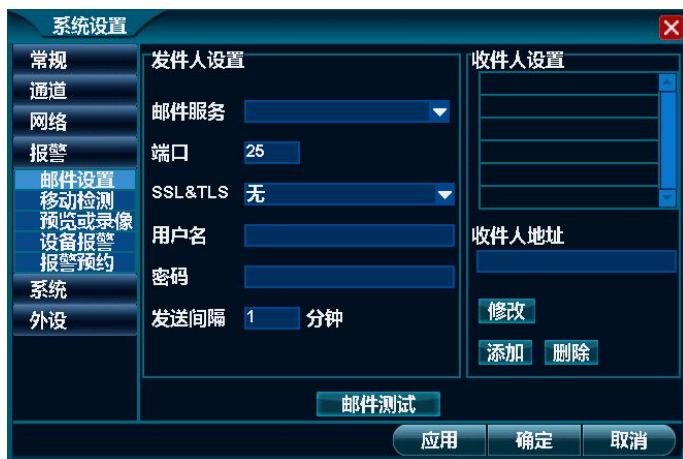 系统设置
常规
通道
网络
报警
邮件设置
移动检测
预览或录像
设备报警
报警预约
系统
外设
发件人设置
邮件服务
端口 25
SSL&TLS 无
用户名
密码
发送间隔 1 分钟
收件人设置
收件人地址
修改
添加 删除
邮件测试
应用 确定 取消